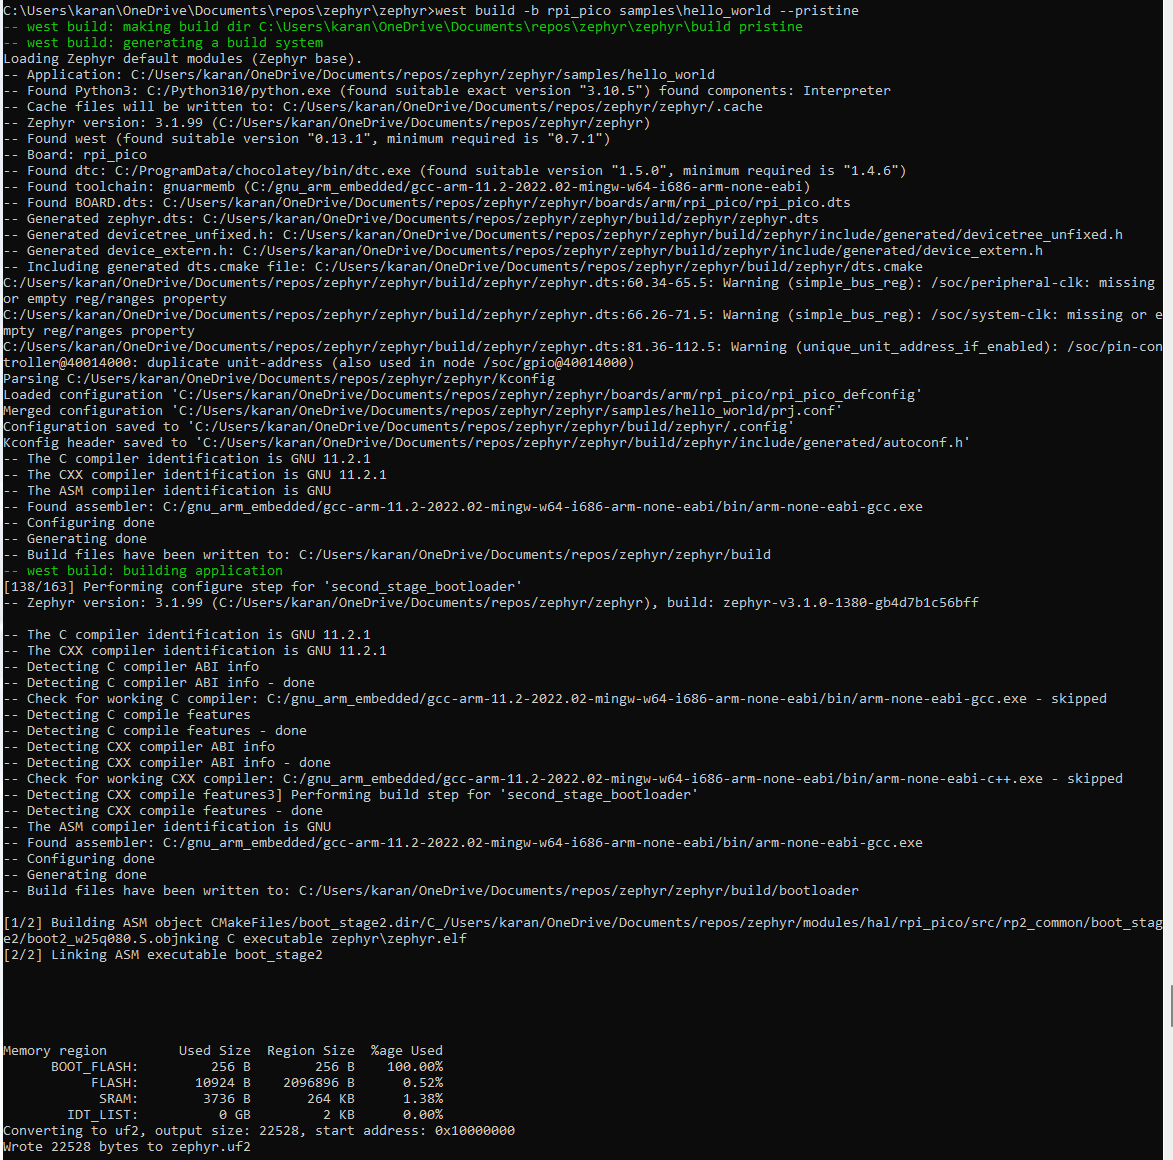 C:\Users\karan\OneDrive\Documents\repos\zephyr\zephyr>west build -b rpi_pico samples\hello_world --pristine
-- west build: making build dir C:\Users\karan\OneDrive\Documents\repos\zephyr\zephyr\build pristine
-- west build: generating a build system
Loading Zephyr default modules (Zephyr base).
-- Application: C:/Users/karan/OneDrive/Documents/repos/zephyr/zephyr/samples/hello_world
-- Found Python3: C:/Python310/python.exe (found suitable exact version "3.10.5") found components: Interpreter
-- Cache files will be written to: C:/Users/karan/OneDrive/Documents/repos/zephyr/zephyr/.cache
-- Zephyr version: 3.1.99 (C:/Users/karan/OneDrive/Documents/repos/zephyr/zephyr)
-- Found west (found suitable version "0.13.1", minimum required is "0.7.1")
-- Board: rpi_pico
-- Found dtc: C:/ProgramData/chocolatey/bin/dtc.exe (found suitable version "1.5.0", minimum required is "1.4.6")
-- Found toolchain: gnuarmemb (C:/gnu_arm_embedded/gcc-arm-11.2-2022.02-mingw-w64-i686-arm-none-eabi)
-- Found BOARD.dts: C:/Users/karan/OneDrive/Documents/repos/zephyr/zephyr/boards/arm/rpi_pico/rpi_pico.dts
-- Generated zephyr.dts: C:/Users/karan/OneDrive/Documents/repos/zephyr/zephyr/build/zephyr/zephyr.dts
-- Generated devicetree_unfixed.h: C:/Users/karan/OneDrive/Documents/repos/zephyr/zephyr/build/zephyr/include/generated/devicetree_unfixed.h
-- Generated device_extern.h: C:/Users/karan/OneDrive/Documents/repos/zephyr/zephyr/build/zephyr/include/generated/device_extern.h
-- Including generated dts.cmake file: C:/Users/karan/OneDrive/Documents/repos/zephyr/zephyr/build/zephyr/dts.cmake
C:/Users/karan/OneDrive/Documents/repos/zephyr/zephyr/build/zephyr/zephyr.dts:60.34-65.5: Warning (simple_bus_reg): /soc/peripheral-clk: missing
or empty reg/ranges property
C:/Users/karan/OneDrive/Documents/repos/zephyr/zephyr/build/zephyr/zephyr.dts:66.26-71.5: Warning (simple_bus_reg): /soc/system-clk: missing or e
mpty reg/ranges property
C:/Users/karan/OneDrive/Documents/repos/zephyr/zephyr/build/zephyr/zephyr.dts:81.36-112.5: Warning (unique_unit_address_if_enabled): /soc/pin-con
troller@40014000: duplicate unit-address (also used in node /soc/gpio@40014000)
Parsing C:/Users/karan/OneDrive/Documents/repos/zephyr/zephyr/Kconfig
Loaded configuration 'C:/Users/karan/OneDrive/Documents/repos/zephyr/zephyr/boards/arm/rpi_pico/rpi_pico_defconfig'
Merged configuration 'C:/Users/karan/OneDrive/Documents/repos/zephyr/zephyr/samples/hello_world/prj.conf'
Configuration saved to 'C:/Users/karan/OneDrive/Documents/repos/zephyr/zephyr/build/zephyr/.config'
Kconfig header saved to 'C:/Users/karan/OneDrive/Documents/repos/zephyr/zephyr/build/zephyr/include/generated/autoconf.h'
-- The C compiler identification is GNU 11.2.1
-- The CXX compiler identification is GNU 11.2.1
-- The ASM compiler identification is GNU
-- Found assembler: C:/gnu_arm_embedded/gcc-arm-11.2-2022.02-mingw-w64-i686-arm-none-eabi/bin/arm-none-eabi-gcc.exe
-- Configuring done
-- Generating done
-- Build files have been written to: C:/Users/karan/OneDrive/Documents/repos/zephyr/zephyr/build
-- west build: building application
[138/163] Performing configure step for 'second_stage_bootloader'
-- Zephyr version: 3.1.99 (C:/Users/karan/OneDrive/Documents/repos/zephyr/zephyr), build: zephyr-v3.1.0-1380-gb4d7b1c56bff
-- The C compiler identification is GNU 11.2.1
-- The CXX compiler identification is GNU 11.2.1
-- Detecting C compiler ABI info
-- Detecting C compiler ABI info - done
-- Check for working C compiler: C:/gnu_arm_embedded/gcc-arm-11.2-2022.02-mingw-w64-i686-arm-none-eabi/bin/arm-none-eabi-gcc.exe - skipped
-- Detecting C compile features
-- Detecting C compile features - done
-- Detecting CXX compiler ABI info
-- Detecting CXX compiler ABI info - done
-- Check for working CXX compiler: C:/gnu_arm_embedded/gcc-arm-11.2-2022.02-mingw-w64-i686-arm-none-eabi/bin/arm-none-eabi-c++.exe - skipped
-- Detecting CXX compile features3] Performing build step for 'second_stage_bootloader'
-- Detecting CXX compile features - done
-- The ASM compiler identification is GNU
-- Found assembler: C:/gnu_arm_embedded/gcc-arm-11.2-2022.02-mingw-w64-i686-arm-none-eabi/bin/arm-none-eabi-gcc.exe
-- Configuring done
-- Generating done
-- Build files have been written to: C:/Users/karan/OneDrive/Documents/repos/zephyr/zephyr/build/bootloader
[1/2] Building ASM object CMakeFiles/boot_stage2.dir/C_/Users/karan/OneDrive/Documents/repos/zephyr/modules/hal/rpi_pico/src/rp2_common/boot_stag
e2/boot2_w25q080.S.objnking C executable zephyr\zephyr.elf
[2/2] Linking ASM executable boot_stage2
Memory region         Used Size  Region Size  %age Used
      BOOT_FLASH:         256 B        256 B    100.00%
           FLASH:       10924 B    2096896 B      0.52%
            SRAM:        3736 B       264 KB      1.38%
        IDT_LIST:          0 GB         2 KB      0.00%
Converting to uf2, output size: 22528, start address: 0x10000000
Wrote 22528 bytes to zephyr.uf2